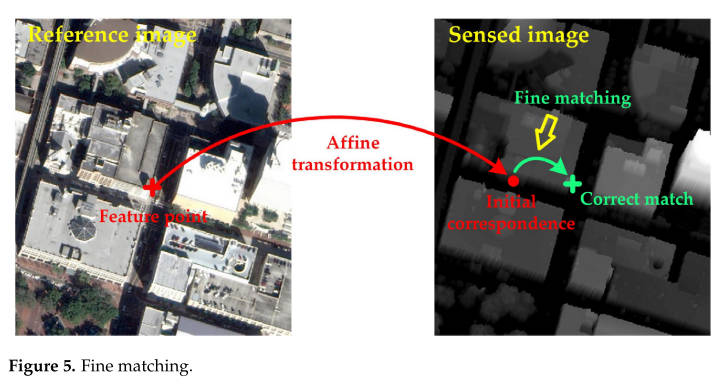 Reference image
Sensed image
Fine matching
Affine
transformation
Feature point
Initial
correspondence
Correct match
Figure 5. Fine matching.